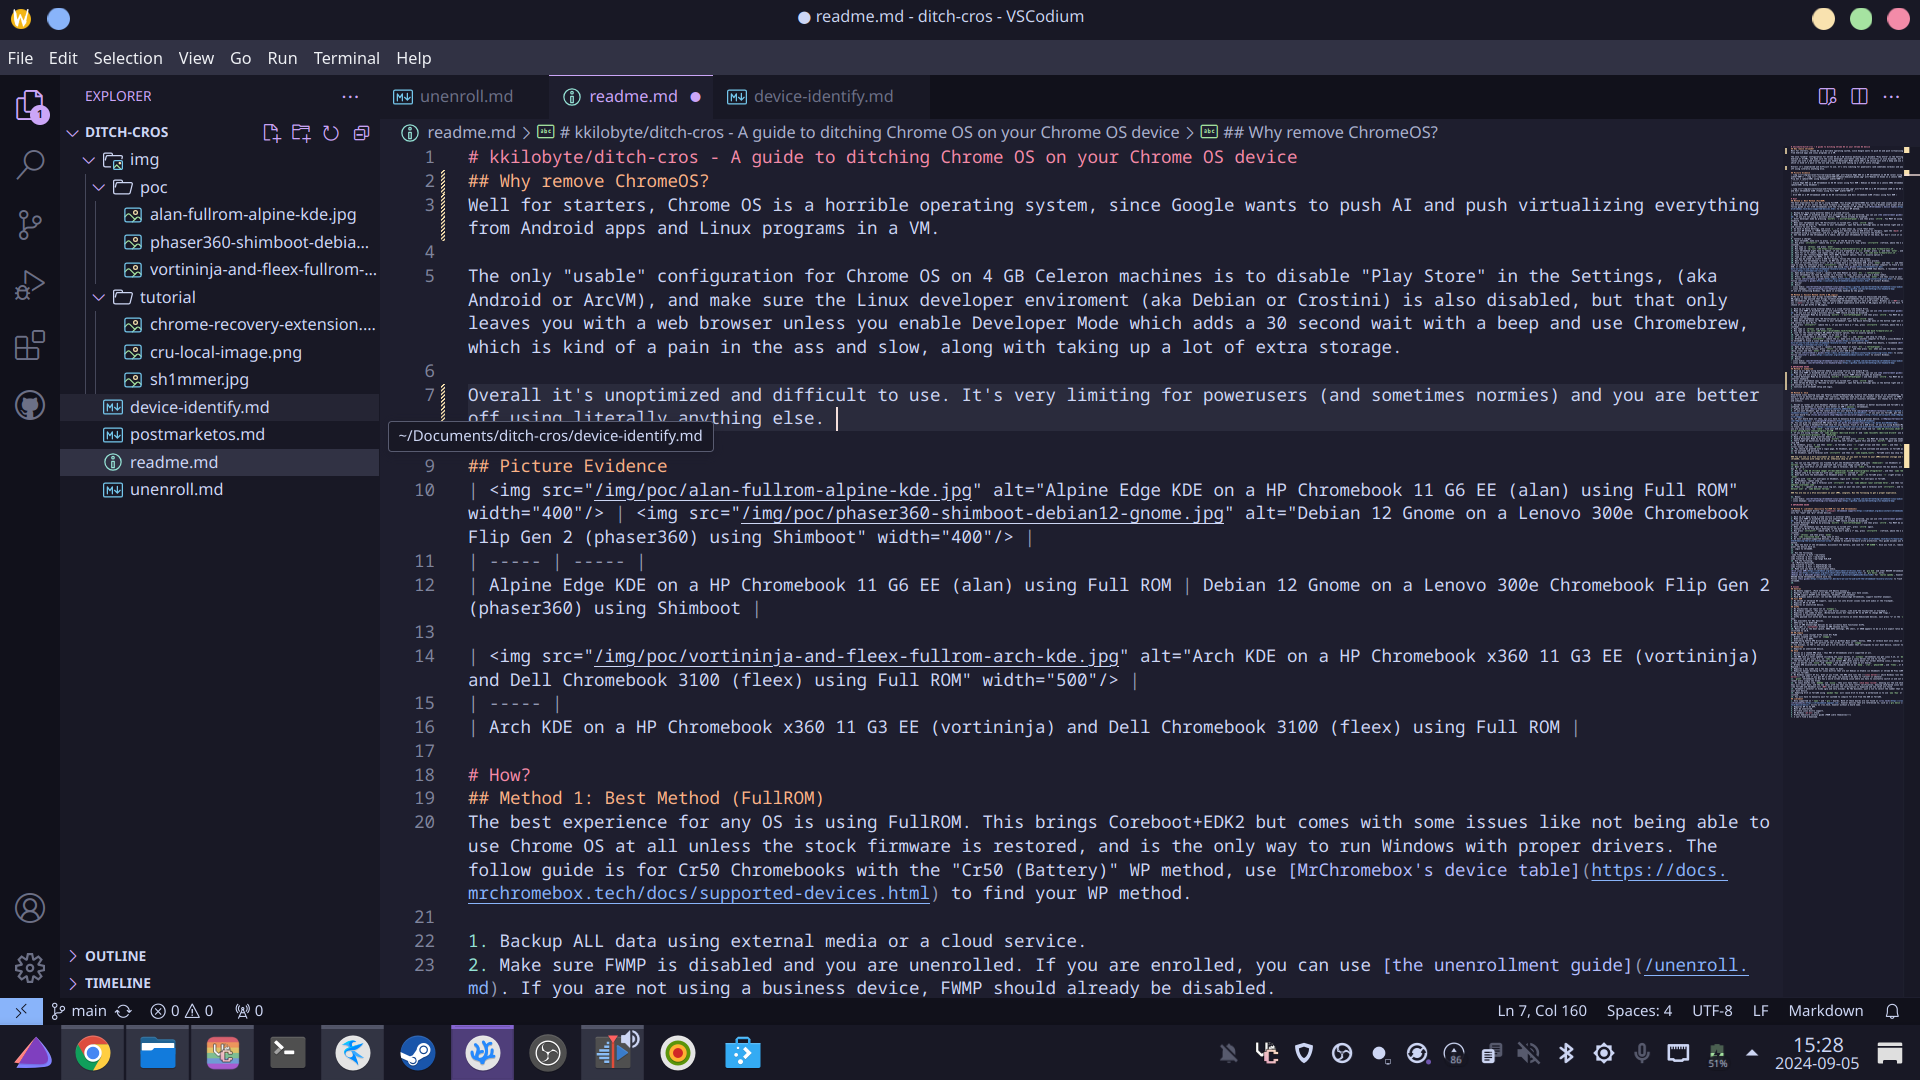 readme.md - ditch-cros - VSCodium
File Edit Selection View Go Run Terminal Help
EXPLORER
unenroll.md
readme.md
device-identify.md
DITCH-CROS
readme.md > # kkilobyte/ditch-cros - A guide to ditching Chrome OS on your Chrome OS device > ## Why remove ChromeOS?
img
poc
alan-fullrom-alpine-kde.jpg
phaser360-shimboot-debia...
vortininja-and-fleex-fullrom-...
tutorial
chrome-recovery-extension....
cru-local-image.png
sh1mmer.jpg
device-identify.md
postmarketos.md
readme.md
unenroll.md
OUTLINE
TIMELINE
1 # kkilobyte/ditch-cros - A guide to ditching Chrome OS on your Chrome OS device
2 ## Why remove ChromeOS?
3 Well for starters, Chrome OS is a horrible operating system, since Google wants to push AI and push virtualizing everything
from Android apps and Linux programs in a VM.
4
5 The only "usable" configuration for Chrome OS on 4 GB Celeron machines is to disable "Play Store" in the Settings, (aka
Android or ArcVM), and make sure the Linux developer enviroment (aka Debian or Crostini) is also disabled, but that only
leaves you with a web browser unless you enable Developer Mode which adds a 30 second wait with a beep and use Chromebrew,
which is kind of a pain in the ass and slow, along with taking up a lot of extra storage.
6
7 Overall it's unoptimized and difficult to use. It's very limiting for powerusers (and sometimes normies) and you are better
off using literally anything else.
~/Documents/ditch-cros/device-identify.md
9 ## Picture Evidence
10 | <img src="/img/poc/alan-fullrom-alpine-kde.jpg" alt="Alpine Edge KDE on a HP Chromebook 11 G6 EE (alan) using Full ROM"
width="400"/> | <img src="/img/poc/phaser360-shimboot-debian12-gnome.jpg" alt="Debian 12 Gnome on a Lenovo 300e Chromebook
Flip Gen 2 (phaser360) using Shimboot" width="400"/> |
11 | ----- | ----- |
12 | Alpine Edge KDE on a HP Chromebook 11 G6 EE (alan) using Full ROM | Debian 12 Gnome on a Lenovo 300e Chromebook Flip Gen 2
(phaser360) using Shimboot |
13
14 | <img src="/img/poc/vortininja-and-fleex-fullrom-arch-kde.jpg" alt="Arch KDE on a HP Chromebook x360 11 G3 EE (vortininja)
and Dell Chromebook 3100 (fleex) using Full ROM" width="500"/> |
15 | ----- |
16 | Arch KDE on a HP Chromebook x360 11 G3 EE (vortininja) and Dell Chromebook 3100 (fleex) using Full ROM |
17
18 # How?
19 ## Method 1: Best Method (FullROM)
20 The best experience for any OS is using FullROM. This brings Coreboot+EDK2 but comes with some issues like not being able to
use Chrome OS at all unless the stock firmware is restored, and is the only way to run Windows with proper drivers. The
follow guide is for Cr50 Chromebooks with the "Cr50 (Battery)" WP method, use [MrChromebox's device table](https://docs.
mrchromebox.tech/docs/supported-devices.html) to find your WP method.
21
22 1. Backup ALL data using external media or a cloud service.
23 2. Make sure FWMP is disabled and you are unenrolled. If you are enrolled, you can use [the unenrollment guide](/unenroll.
md). If you are not using a business device, FWMP should already be disabled.
main 0 0 0
Ln 7, Col 160 Spaces: 4 UTF-8 LF Markdown
86
51%
15:28
2024-09-05